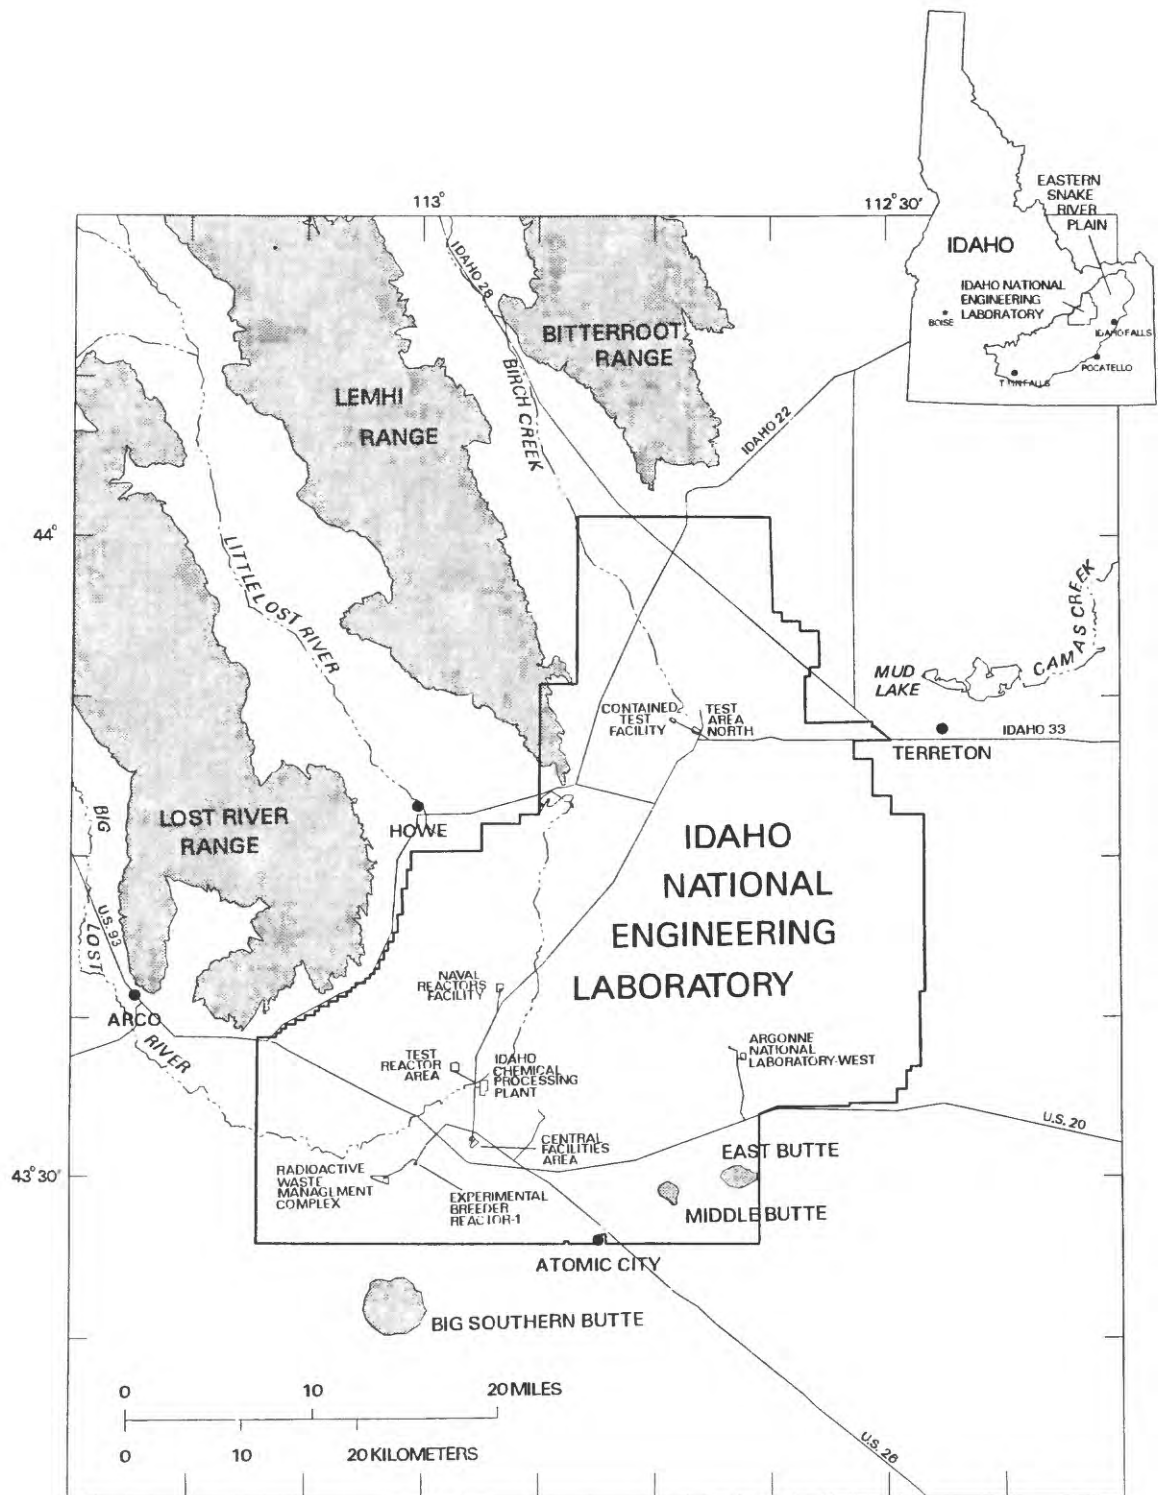 113°
112°30'
EASTERN
SNAKE
RIVER
PLAIN
IDAHO
IDAHO NATIONAL
ENGINEERING
LABORATORY
BOISE
IDAHO FALLS
POCATELLO
TWIN FALLS
IDAHO 28
BITTERROOT
RANGE
BIRCH CREEK
LEMHI
RANGE
IDAHO 22
44°
LITTLE LOST RIVER
CAMAS CREEK
MUD
LAKE
CONTAINED
TEST
FACILITY
TEST
AREA
NORTH
IDAHO 33
TERRETON
BIG
LOST
RIVER
LOST RIVER
RANGE
HOWE
IDAHO
NATIONAL
ENGINEERING
LABORATORY
U.S. 93
ARCO
NAVAL
REACTORS
FACILITY
TEST
REACTOR
AREA
IDAHO
CHEMICAL
PROCESSING
PLANT
ARGONNE
NATIONAL
LABORATORY-WEST
U.S. 20
CENTRAL
FACILITIES
AREA
EAST BUTTE
43°30'
RADIOACTIVE
WASTE
MANAGLMENT
COMPLEX
EXPERIMENTAL
BREEDER
REACTOR-1
MIDDLE BUTTE
ATOMIC CITY
BIG SOUTHERN BUTTE
0 10 20 MILES
0 10 20 KILOMETERS
U.S. 26